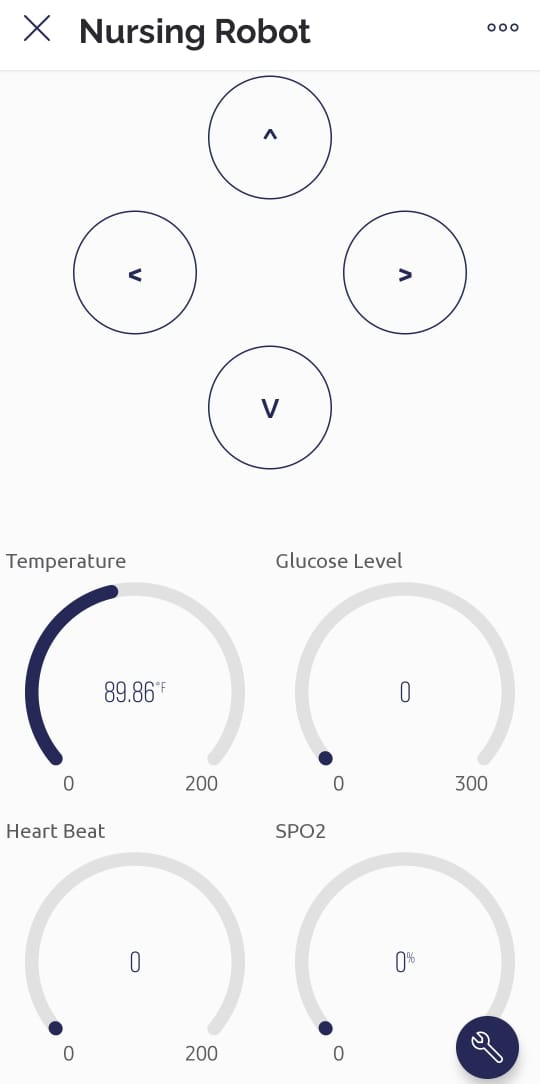 Nursing Robot
^
<
>
V
Temperature
Glucose Level
89.86°F
0
0
200
0
300
Heart Beat
SPO2
0
0%
0
200
0